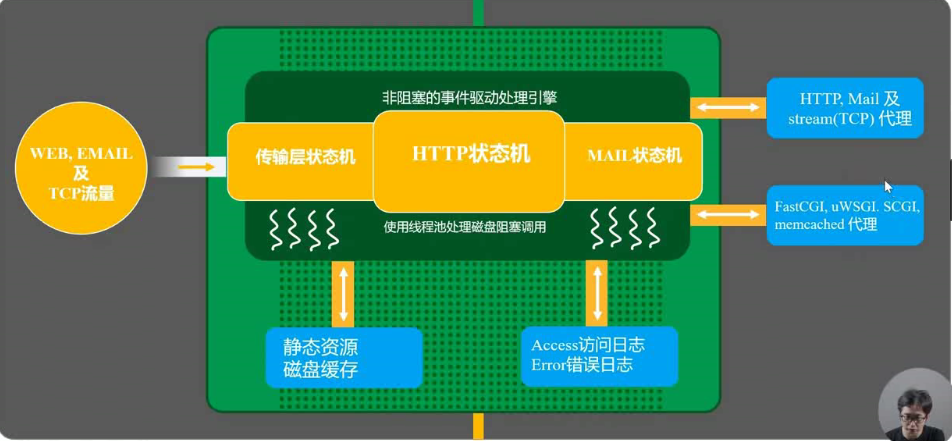 非阻塞的事件驱动处理引擎
WEB, EMAIL
及
TCP流量
传输层状态机
HTTP状态机
MAIL状态机
使用线程池处理磁盘阻塞调用
HTTP, Mail 及
stream(TCP) 代理
FastCGI, uWSGI. SCGI,
memcached 代理
静态资源
磁盘缓存
Access访问日志
Error错误日志